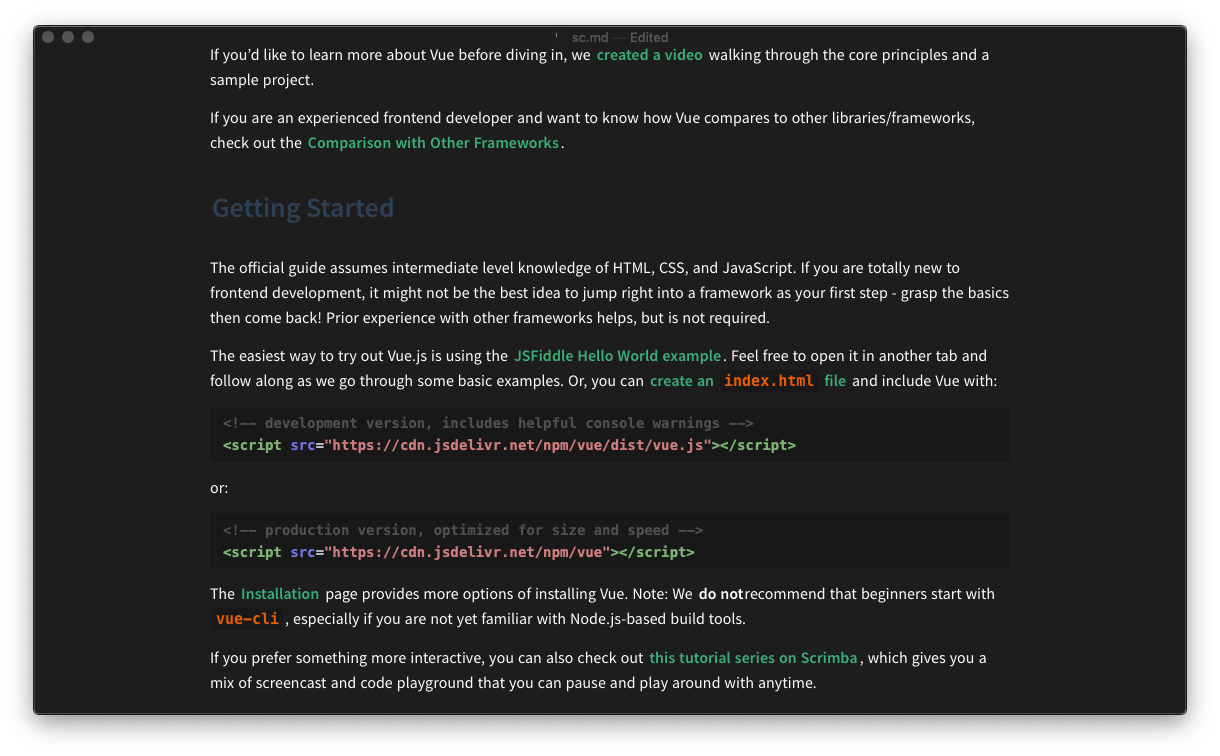 sc.md — Edited
If you’d like to learn more about Vue before diving in, we created a video walking through the core principles and a
sample project.
If you are an experienced frontend developer and want to know how Vue compares to other libraries/frameworks,
check out the Comparison with Other Frameworks.
Getting Started
The official guide assumes intermediate level knowledge of HTML, CSS, and JavaScript. If you are totally new to
frontend development, it might not be the best idea to jump right into a framework as your first step - grasp the basics
then come back! Prior experience with other frameworks helps, but is not required.
The easiest way to try out Vue.js is using the JSFiddle Hello World example. Feel free to open it in another tab and
follow along as we go through some basic examples. Or, you can create an index.html file and include Vue with:
<!-- development version, includes helpful console warnings -->
<script src="https://cdn.jsdelivr.net/npm/vue/dist/vue.js"></script>
or:
<!-- production version, optimized for size and speed -->
<script src="https://cdn.jsdelivr.net/npm/vue"></script>
The Installation page provides more options of installing Vue. Note: We do not recommend that beginners start with
vue-cli, especially if you are not yet familiar with Node.js-based build tools.
If you prefer something more interactive, you can also check out this tutorial series on Scrimba, which gives you a
mix of screencast and code playground that you can pause and play around with anytime.